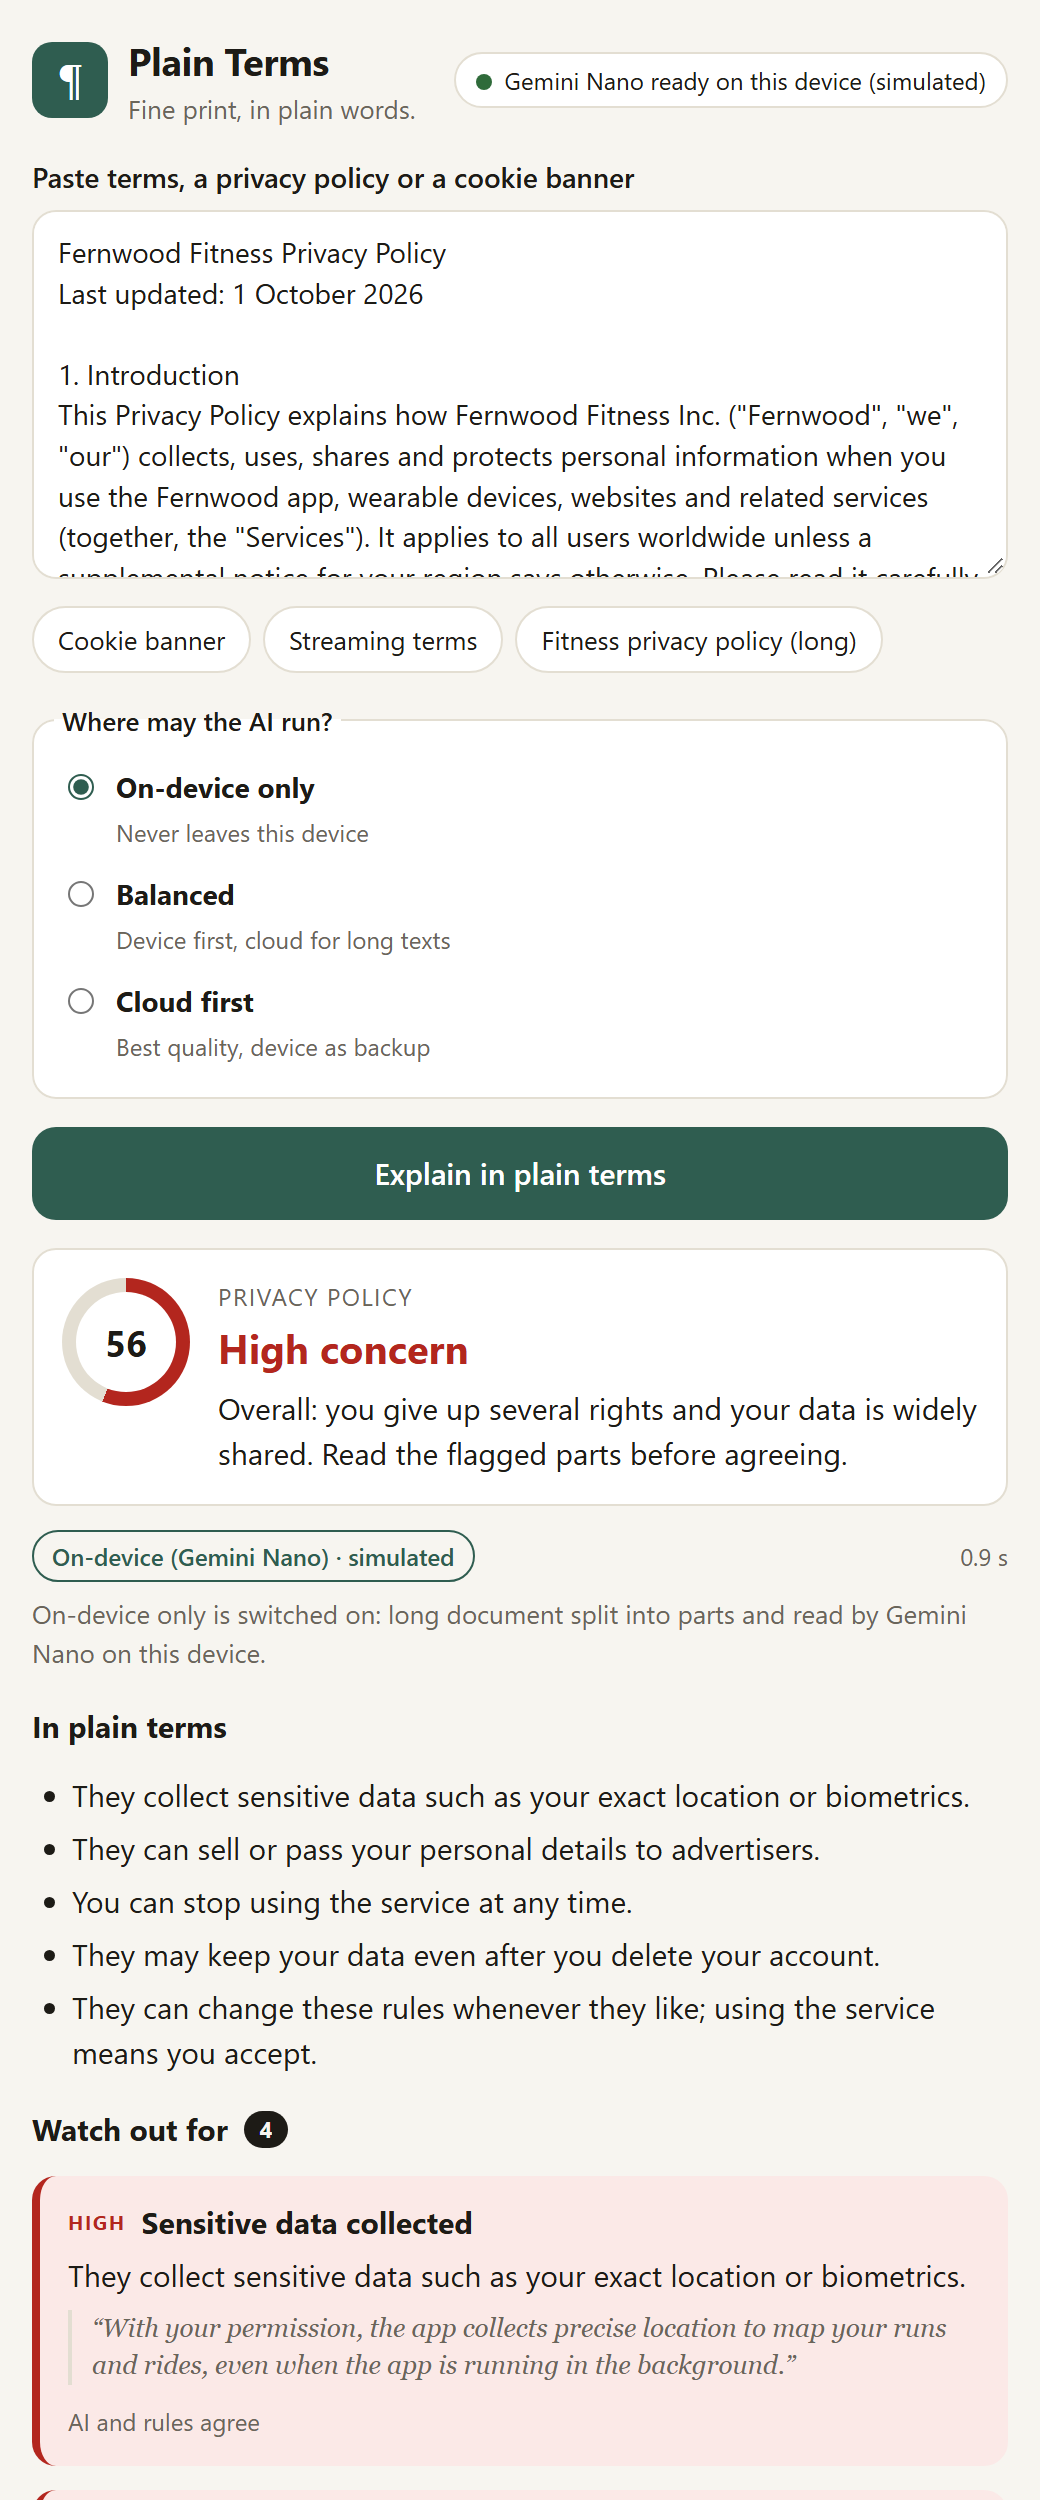 ¶
Plain Terms
Fine print, in plain words.
Gemini Nano ready on this device (simulated)
Paste terms, a privacy policy or a cookie banner
Fernwood Fitness Privacy Policy
Last updated: 1 October 2026
1. Introduction
This Privacy Policy explains how Fernwood Fitness Inc. ("Fernwood", "we",
"our") collects, uses, shares and protects personal information when you
use the Fernwood app, wearable devices, websites and related services
(together, the "Services"). It applies to all users worldwide unless a
supplemental notice for your region says otherwise. Please read it carefully
Cookie banner
Streaming terms
Fitness privacy policy (long)
Where may the AI run?
On-device only
Never leaves this device
Balanced
Device first, cloud for long texts
Cloud first
Best quality, device as backup
Explain in plain terms
56
PRIVACY POLICY
High concern
Overall: you give up several rights and your data is widely
shared. Read the flagged parts before agreeing.
On-device (Gemini Nano) · simulated
0.9 s
On-device only is switched on: long document split into parts and read by Gemini
Nano on this device.
In plain terms
• They collect sensitive data such as your exact location or biometrics.
• They can sell or pass your personal details to advertisers.
• You can stop using the service at any time.
• They may keep your data even after you delete your account.
• They can change these rules whenever they like; using the service
means you accept.
Watch out for 4
HIGH Sensitive data collected
They collect sensitive data such as your exact location or biometrics.
“With your permission, the app collects precise location to map your runs
and rides, even when the app is running in the background.”
AI and rules agree